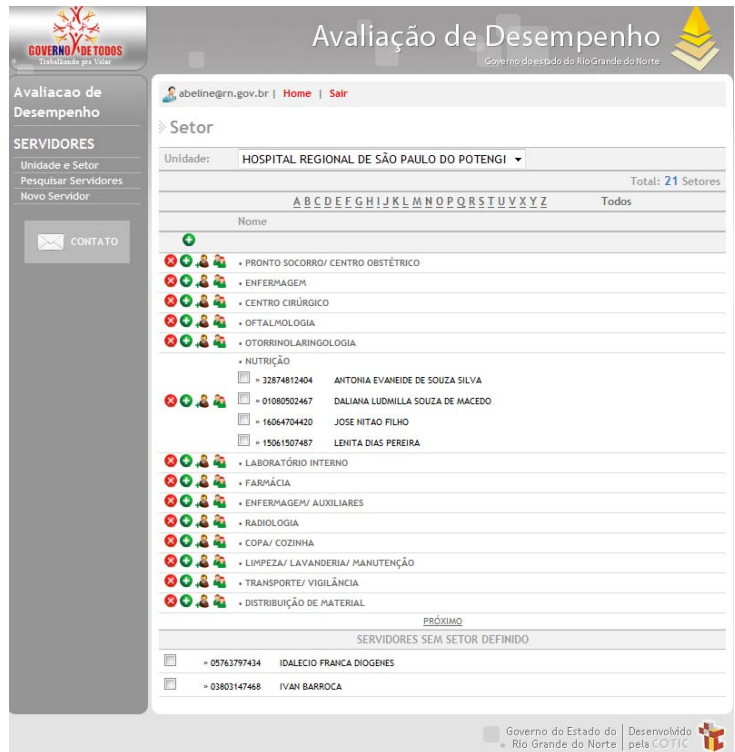 GOVERNO DE TODOS
Trabalhando pra Valer
Avaliação de Desempenho
Governo do estado do Rio Grande do Norte
Avaliacao de
Desempenho
SERVIDORES
Unidade e Setor
Pesquisar Servidores
Novo Servidor
CONTATO
abeline@rn.gov.br | Home | Sair
» Setor
Unidade: HOSPITAL REGIONAL DE SÃO PAULO DO POTENGI
Total: 21 Setores
A B C D E F G H I J K L M N O P Q R S T U V X Y Z Todos
Nome
• PRONTO SOCORRO/ CENTRO OBSTÉTRICO
• ENFERMAGEM
• CENTRO CIRÚRGICO
• OFTALMOLOGIA
• OTORRINOLARINGOLOGIA
• NUTRIÇÃO
» 32874812404 ANTONIA EVANEIDE DE SOUZA SILVA
» 01080502467 DALIANA LUDMILLA SOUZA DE MACEDO
» 16064704420 JOSE NITAO FILHO
» 15061507487 LENITA DIAS PEREIRA
• LABORATÓRIO INTERNO
• FARMÁCIA
• ENFERMAGEM/ AUXILIARES
• RADIOLOGIA
• COPA/ COZINHA
• LIMPEZA/ LAVANDERIA/ MANUTENÇÃO
• TRANSPORTE/ VIGILÂNCIA
• DISTRIBUIÇÃO DE MATERIAL
PRÓXIMO
SERVIDORES SEM SETOR DEFINIDO
» 05763797434 IDALECIO FRANCA DIOGENES
» 03803147468 IVAN BARROCA
Governo do Estado do | Desenvolvido
Rio Grande do Norte | pela COTIC